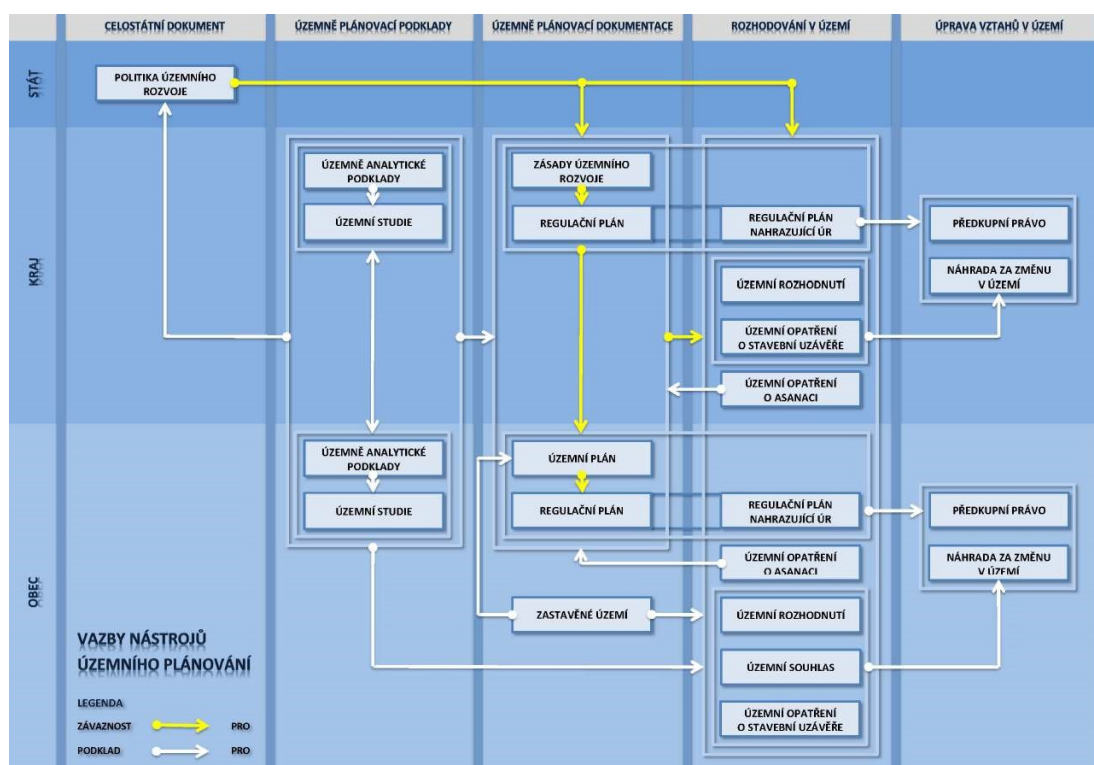 CELOSTÁTNÍ DOKUMENT
ÚZEMNĚ PLÁNOVACÍ PODKLADY
ÚZEMNĚ PLÁNOVACÍ DOKUMENTACE
ROZHODOVÁNÍ V ÚZEMÍ
ÚPRAVA VZTAHŮ V ÚZEMÍ
STÁT
POLITIKA ÚZEMNÍHO
ROZVOJE
KRAJ
ÚZEMNĚ ANALYTICKÉ
PODKLADY
ÚZEMNÍ STUDIE
ZÁSADY ÚZEMNÍHO
ROZVOJE
REGULAČNÍ PLÁN
REGULAČNÍ PLÁN
NAHRAZUJÍCÍ ÚR
PŘEDKUPNÍ PRÁVO
ÚZEMNÍ ROZHODNUTÍ
NÁHRADA ZA ZMĚNU
V ÚZEMÍ
ÚZEMNÍ OPATŘENÍ
O STAVEBNÍ UZÁVĚŘE
ÚZEMNÍ OPATŘENÍ
O ASANACI
OBEC
ÚZEMNĚ ANALYTICKÉ
PODKLADY
ÚZEMNÍ STUDIE
ÚZEMNÍ PLÁN
REGULAČNÍ PLÁN
REGULAČNÍ PLÁN
NAHRAZUJÍCÍ ÚR
PŘEDKUPNÍ PRÁVO
ÚZEMNÍ OPATŘENÍ
O ASANACI
NÁHRADA ZA ZMĚNU
V ÚZEMÍ
ZASTAVĚNÉ ÚZEMÍ
ÚZEMNÍ ROZHODNUTÍ
ÚZEMNÍ SOUHLAS
ÚZEMNÍ OPATŘENÍ
O STAVEBNÍ UZÁVĚŘE
VAZBY NÁSTROJŮ
ÚZEMNÍHO PLÁNOVÁNÍ
LEGENDA
ZÁVAZNOST PRO
PODKLAD PRO